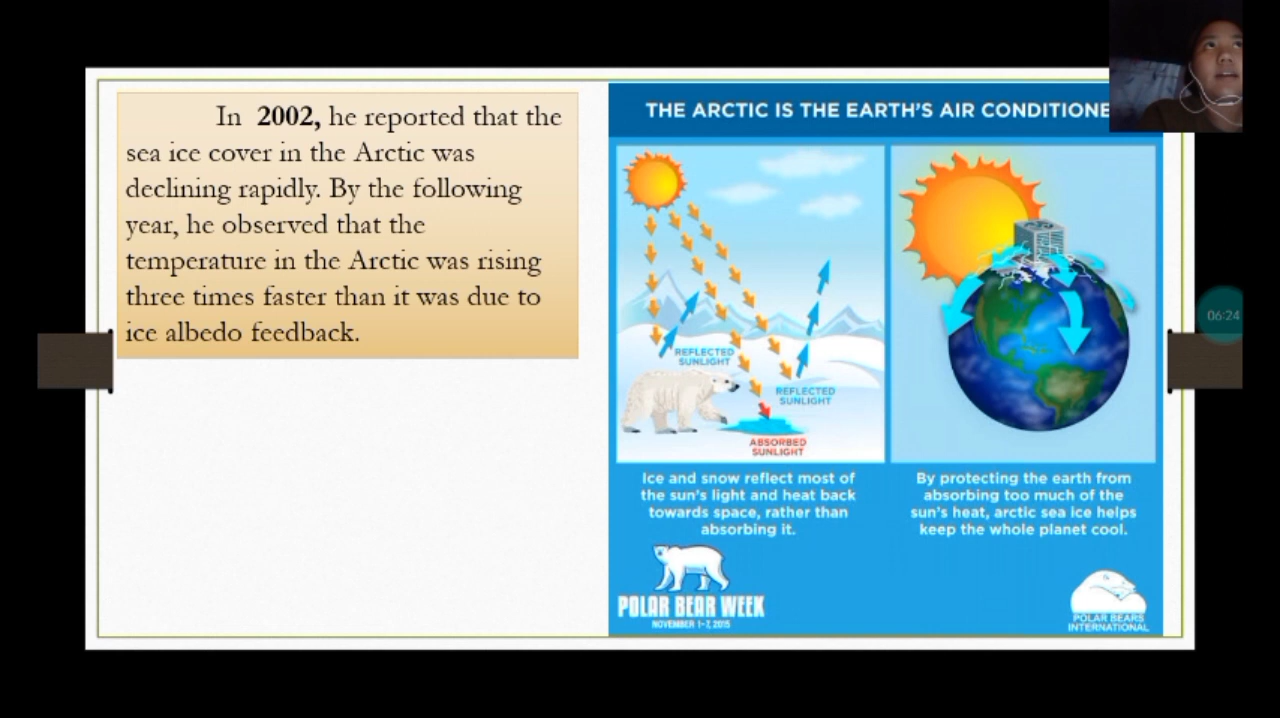 In 2002, he reported that the
sea ice cover in the Arctic was
declining rapidly. By the following
year, he observed that the
temperature in the Arctic was rising
three times faster than it was due to
ice albedo feedback.
THE ARCTIC IS THE EARTH'S AIR CONDITIONE
REFLECTED
SUNLIGHT
REFLECTED
SUNLIGHT
ABSORBED
SUNLIGHT
Ice and snow reflect most of
the sun's light and heat back
towards space, rather than
absorbing it.
By protecting the earth from
absorbing too much of the
sun's heat, arctic sea ice helps
keep the whole planet cool.
POLAR BEAR WEEK
NOVEMBER 1-7, 2015
POLAR BEARS
INTERNATIONAL
06:24